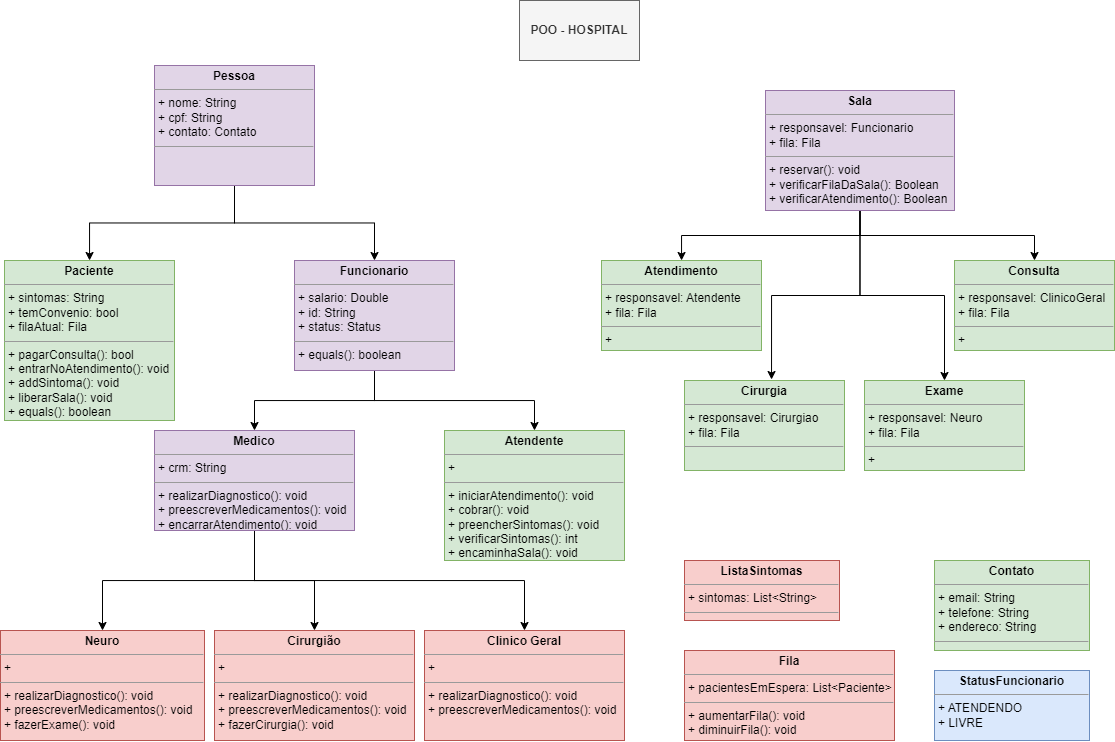 POO - HOSPITAL
Pessoa
+ nome: String
+ cpf: String
+ contato: Contato
Sala
+ responsavel: Funcionario
+ fila: Fila
+ reservar(): void
+ verificarFilaDaSala(): Boolean
+ verificarAtendimento(): Boolean
Paciente
+ sintomas: String
+ temConvenio: bool
+ filaAtual: Fila
+ pagarConsulta(): bool
+ entrarNoAtendimento(): void
+ addSintoma(): void
+ liberarSala(): void
+ equals(): boolean
Funcionario
+ salario: Double
+ id: String
+ status: Status
+ equals(): boolean
Atendimento
+ responsavel: Atendente
+ fila: Fila
+
Consulta
+ responsavel: ClinicoGeral
+ fila: Fila
+
Cirurgia
+ responsavel: Cirurgiao
+ fila: Fila
Exame
+ responsavel: Neuro
+ fila: Fila
+
Medico
+ crm: String
+ realizarDiagnostico(): void
+ preescreverMedicamentos(): void
+ encarrarAtendimento(): void
Atendente
+
+ iniciarAtendimento(): void
+ cobrar(): void
+ preencherSintomas(): void
+ verificarSintomas(): int
+ encaminhaSala(): void
Neuro
+
+ realizarDiagnostico(): void
+ preescreverMedicamentos(): void
+ fazerExame(): void
Cirurgião
+
+ realizarDiagnostico(): void
+ preescreverMedicamentos(): void
+ fazerCirurgia(): void
Clinico Geral
+
+ realizarDiagnostico(): void
+ preescreverMedicamentos(): void
ListaSintomas
+ sintomas: List<String>
Contato
+ email: String
+ telefone: String
+ endereco: String
Fila
+ pacientesEmEspera: List<Paciente>
+ aumentarFila(): void
+ diminuirFila(): void
StatusFuncionario
+ ATENDENDO
+ LIVRE